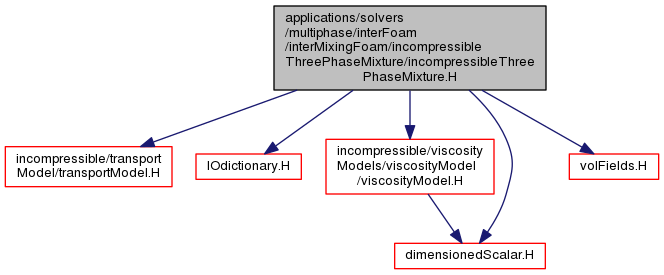 applications/solvers
/multiphase/interFoam
/interMixingFoam/incompressible
ThreePhaseMixture/incompressibleThree
PhaseMixture.H
incompressible/transport
Model/transportModel.H
IOdictionary.H
incompressible/viscosity
Models/viscosityModel
/viscosityModel.H
volFields.H
dimensionedScalar.H